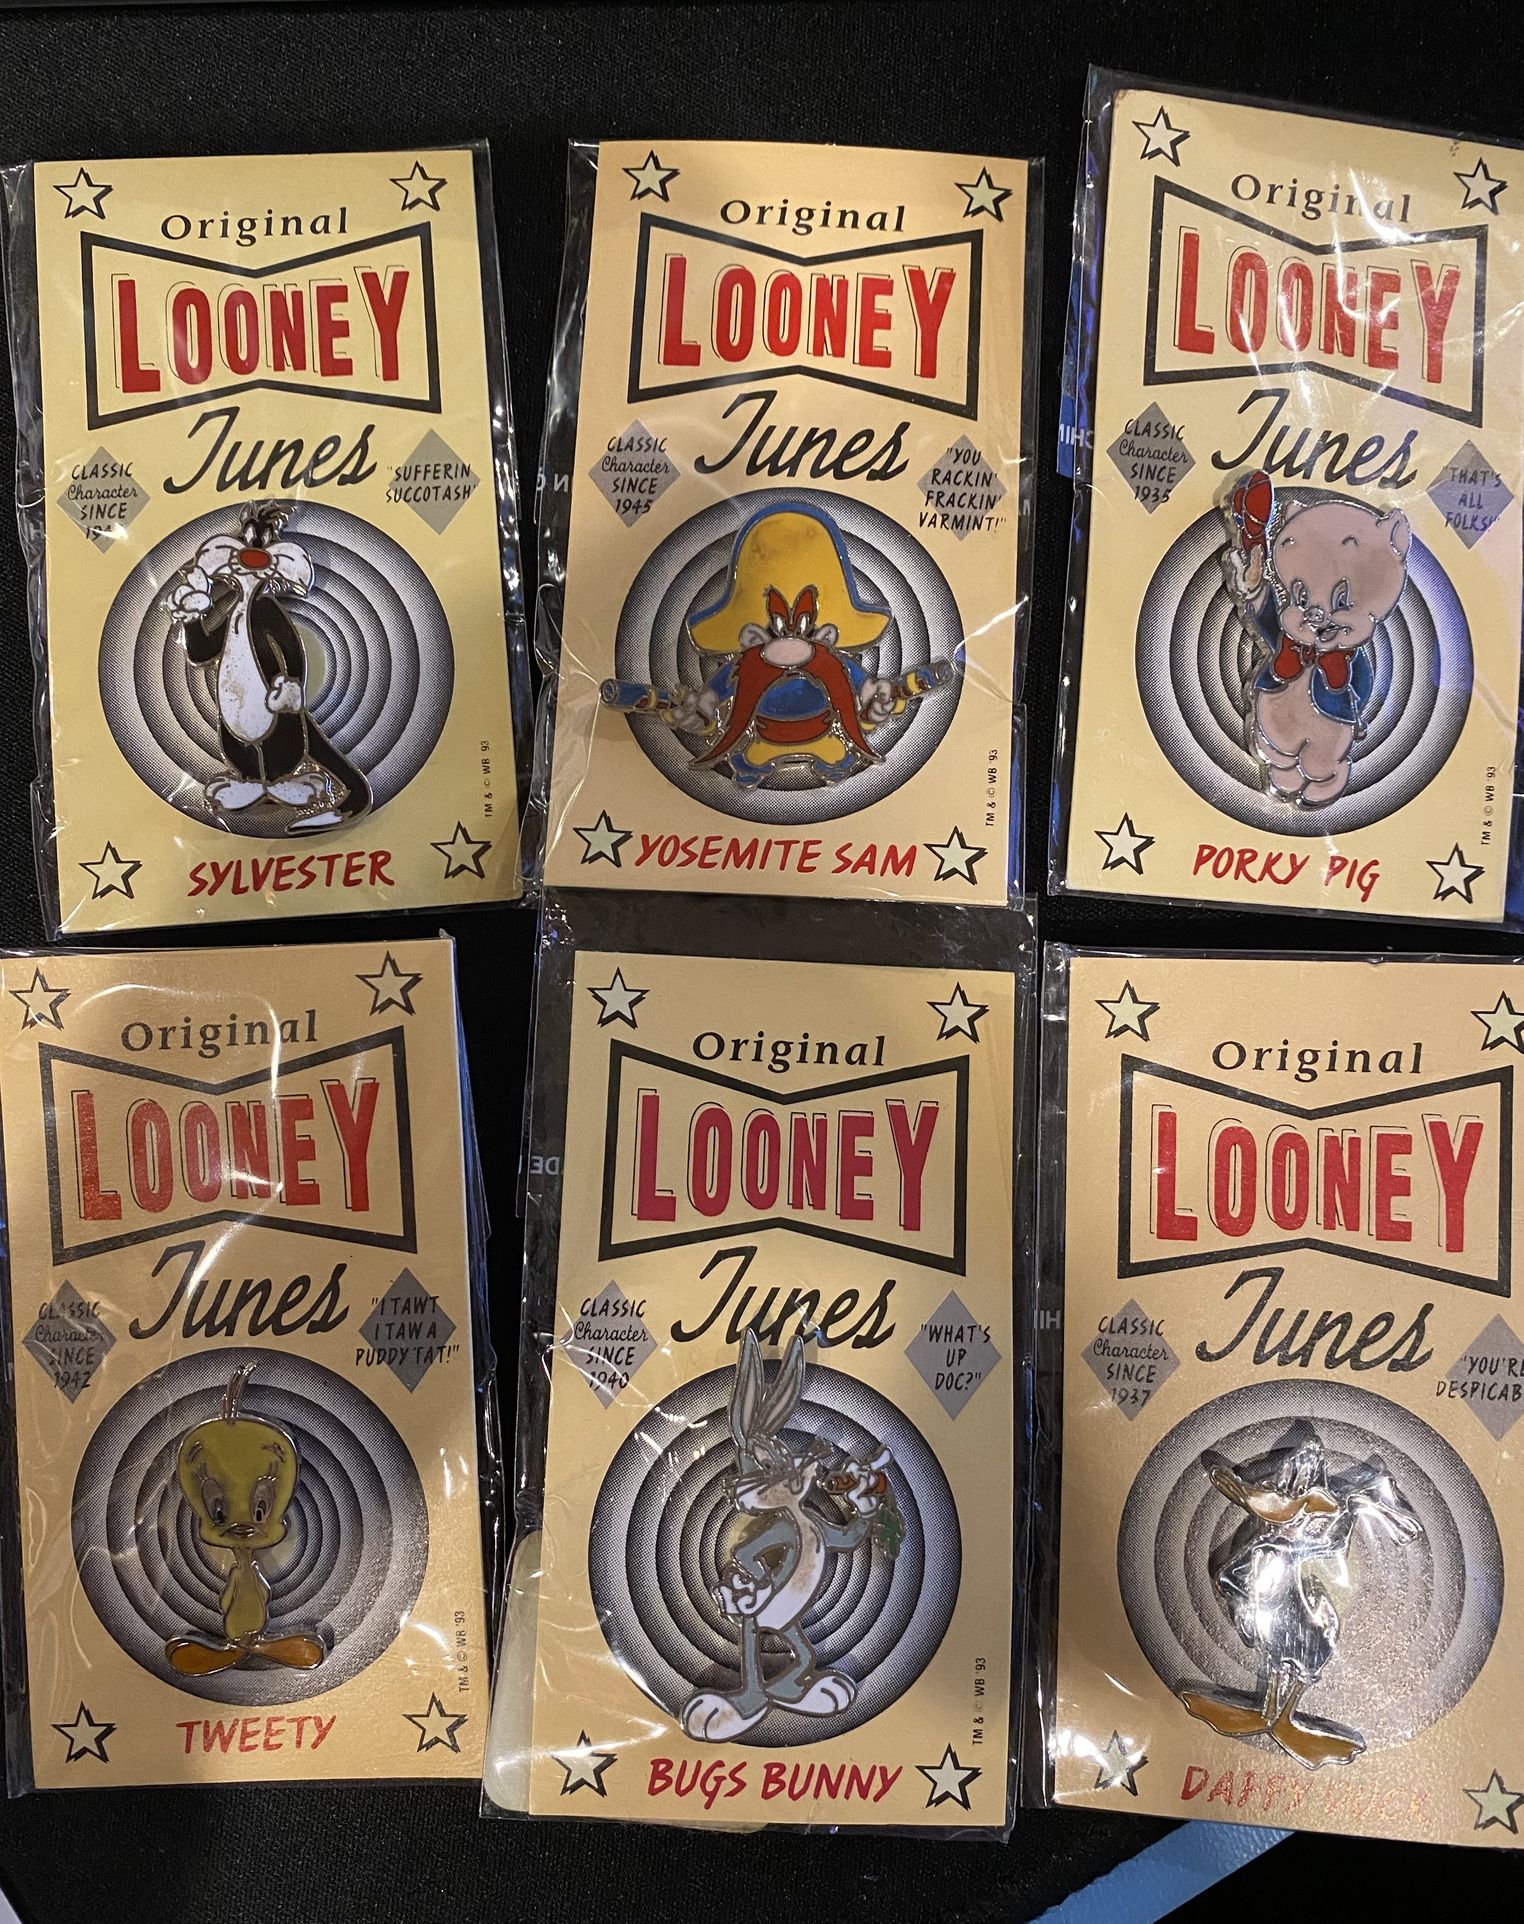 Original
LOONEY
Tunes
CLASSIC
Character
SINCE
"SUFFERIN
SUCCOTASH"
TM & © WB '93
SYLVESTER
Original
LOONEY
Tunes
CLASSIC
Character
SINCE
1945
"YOU
RACKIN'
FRACKIN'
VARMINT!"
TM & © WB '93
YOSEMITE SAM
Original
LOONEY
Tunes
CLASSIC
Character
SINCE
1935
"THAT'S
ALL
FOLKS!"
TM & © WB '93
PORKY PIG
Original
LOONEY
Tunes
CLASSIC
Character
SINCE
1942
"I TAWT
I TAW A
PUDDY TAT!"
TM & © WB '93
TWEETY
Original
LOONEY
Tunes
CLASSIC
Character
SINCE
1940
"WHAT'S
UP
DOC?"
TM & © WB '93
BUGS BUNNY
Original
LOONEY
Tunes
CLASSIC
Character
SINCE
1937
"YOU'RE
DESPICAB
DAFFY DUCK